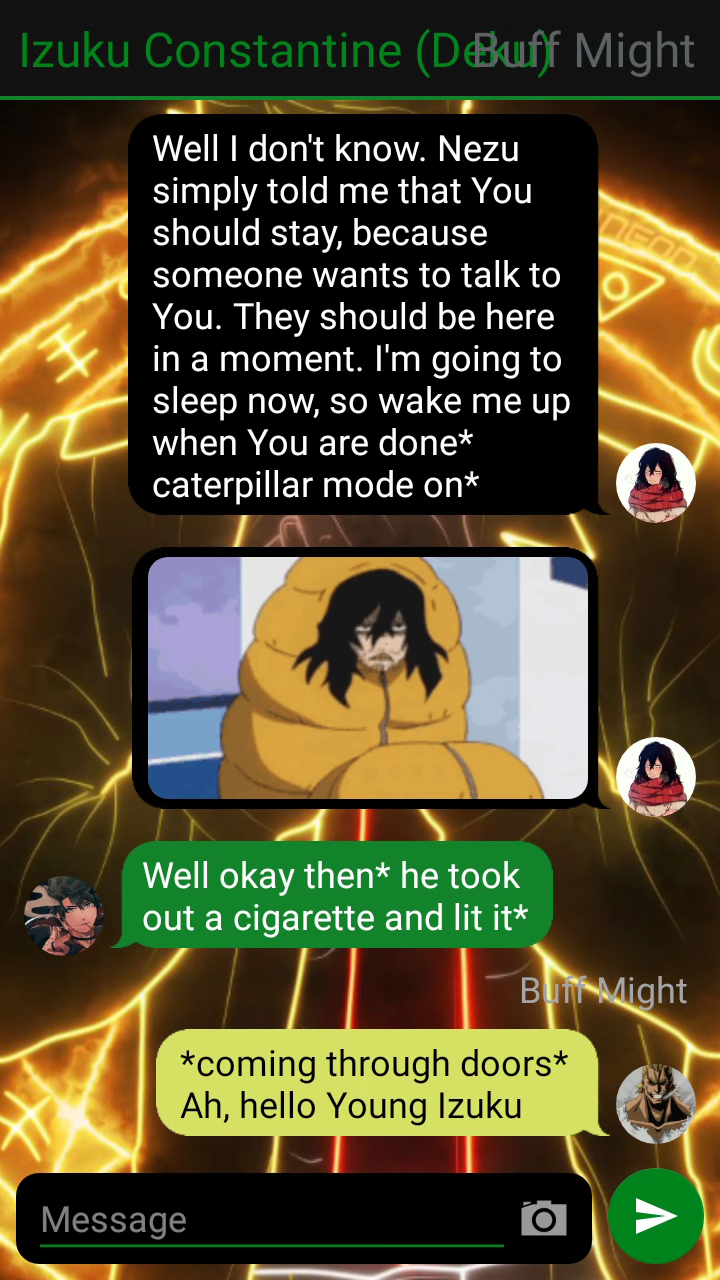 Izuku Constantine (Deku)
Buff Might
Well I don't know. Nezu
simply told me that You
should stay, because
someone wants to talk to
You. They should be here
in a moment. I'm going to
sleep now, so wake me up
when You are done*
caterpillar mode on*
Well okay then* he took
out a cigarette and lit it*
Buff Might
*coming through doors*
Ah, hello Young Izuku
Message